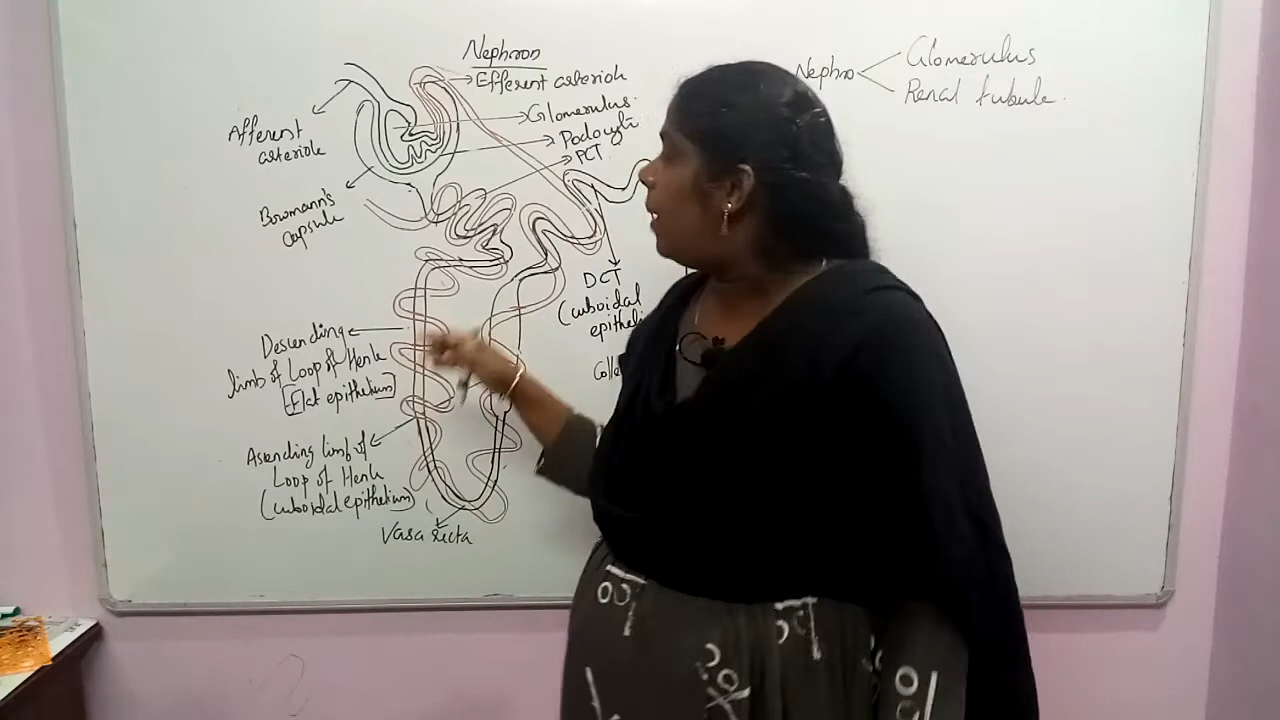 Nephron
Efferent arteriole
Glomerulus
Podocyte
PCT
Afferent
arteriole
Bowmann's
Capsule
DCT
(cuboidal
epitheli
Colle
Descending
limb of Loop of Henle
[Flat epithelium]
Ascending limb of
Loop of Henle
(cuboidal epithelium)
Vasa recta
Nephro
Glomerulus
Renal tubule.